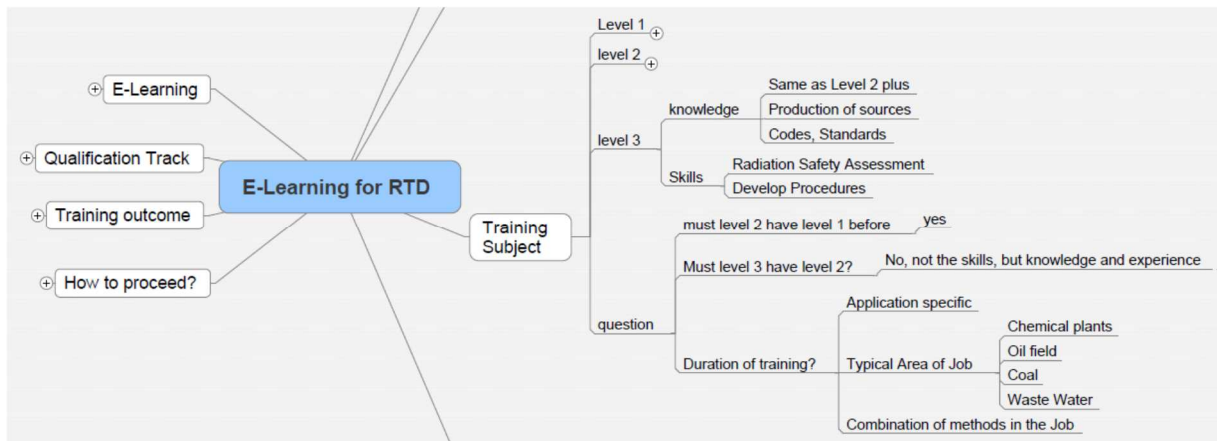 E-Learning
Qualification Track
Training outcome
How to proceed?
E-Learning for RTD
Training
Subject
Level 1
level 2
level 3
knowledge
Same as Level 2 plus
Production of sources
Codes, Standards
Skills
Radiation Safety Assessment
Develop Procedures
question
must level 2 have level 1 before
yes
Must level 3 have level 2?
No, not the skills, but knowledge and experience
Duration of training?
Application specific
Typical Area of Job
Chemical plants
Oil field
Coal
Waste Water
Combination of methods in the Job